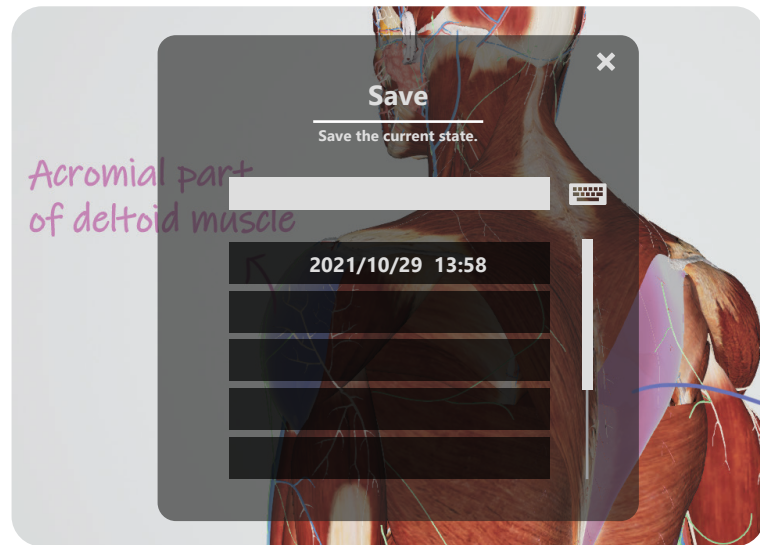 Save
Save the current state.
Acromial part
of deltoid muscle
2021/10/29 13:58